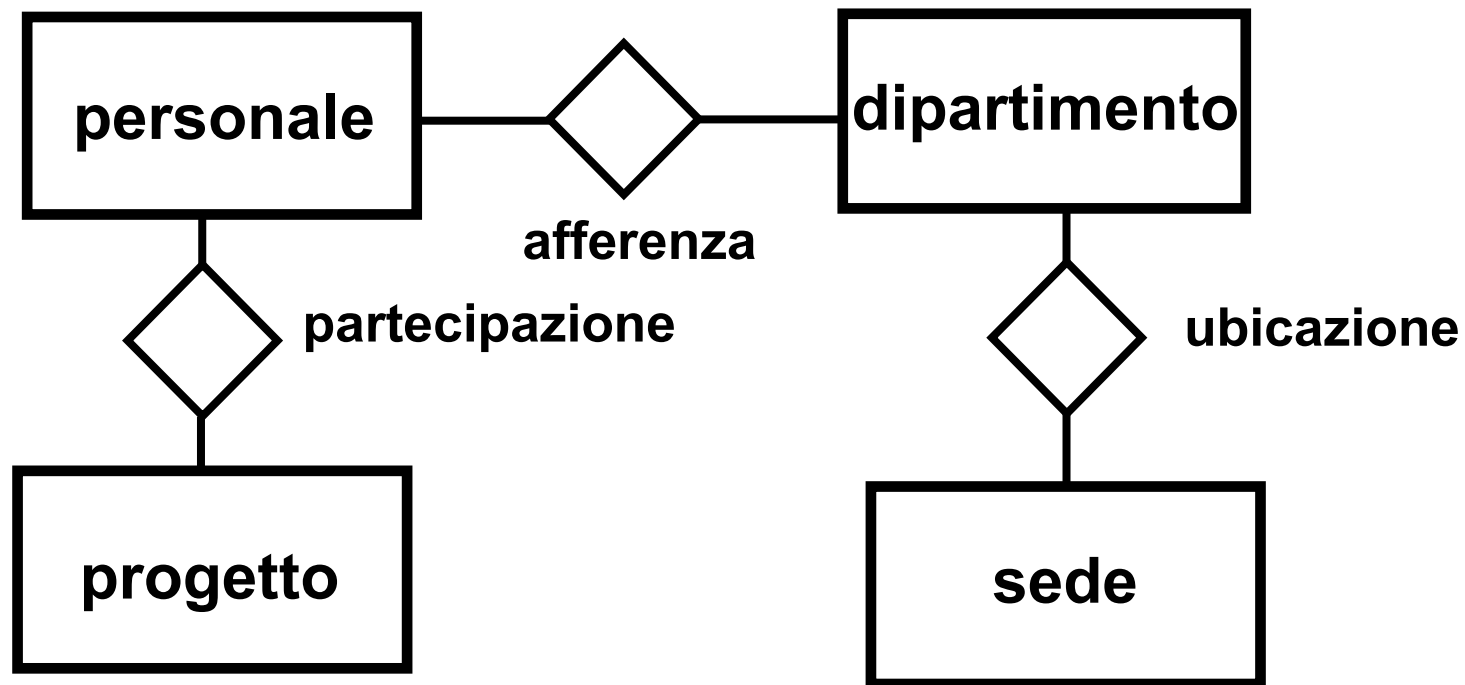 personale
dipartimento
afferenza
partecipazione
ubicazione
progetto
sede